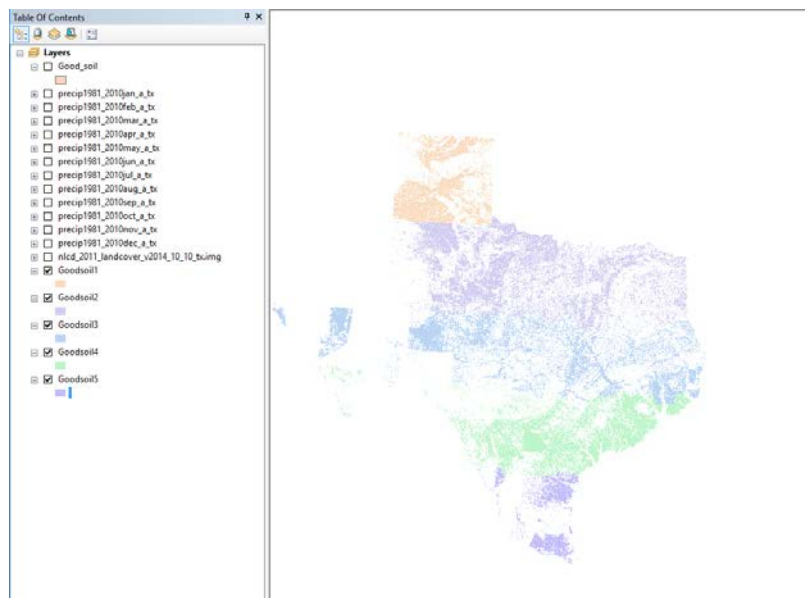 Table Of Contents
Layers
Good_soil
precip1981_2010jan_a_tx
precip1981_2010feb_a_tx
precip1981_2010mar_a_tx
precip1981_2010apr_a_tx
precip1981_2010may_a_tx
precip1981_2010jun_a_tx
precip1981_2010jul_a_tx
precip1981_2010aug_a_tx
precip1981_2010sep_a_tx
precip1981_2010oct_a_tx
precip1981_2010nov_a_tx
precip1981_2010dec_a_tx
nlcd_2011_landcover_v2014_10_10_tx.img
Goodsoil1
Goodsoil2
Goodsoil3
Goodsoil4
Goodsoil5